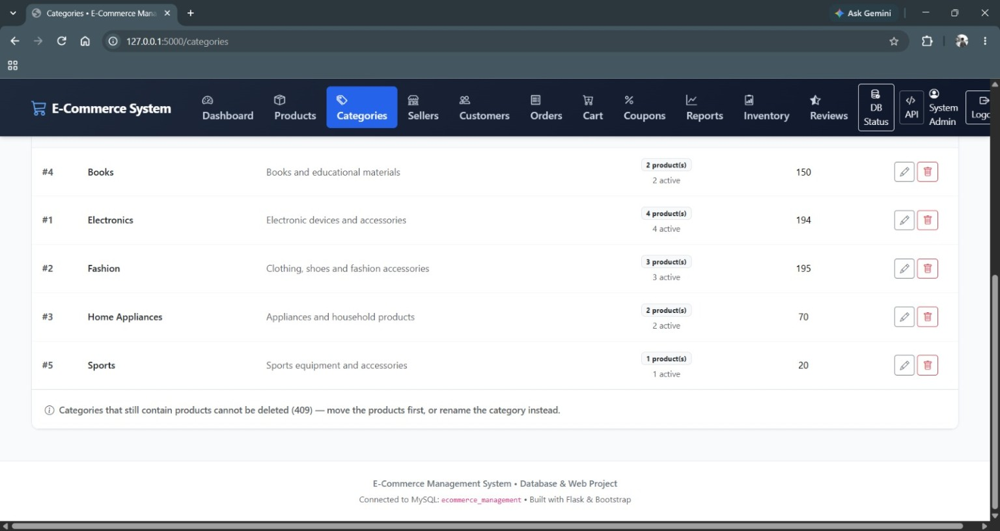 Categories • E-Commerce Mana
Ask Gemini
127.0.0.1:5000/categories
E-Commerce System
Dashboard
Products
Categories
Sellers
Customers
Orders
Cart
Coupons
Reports
Inventory
Reviews
DB
Status
API
System
Admin
Logo
#4 Books Books and educational materials 2 product(s) 150
2 active
#1 Electronics Electronic devices and accessories 4 product(s) 194
4 active
#2 Fashion Clothing, shoes and fashion accessories 3 product(s) 195
3 active
#3 Home Appliances Appliances and household products 2 product(s) 70
2 active
#5 Sports Sports equipment and accessories 1 product(s) 20
1 active
Categories that still contain products cannot be deleted (409) — move the products first, or rename the category instead.
E-Commerce Management System • Database & Web Project
Connected to MySQL: ecommerce_management • Built with Flask & Bootstrap